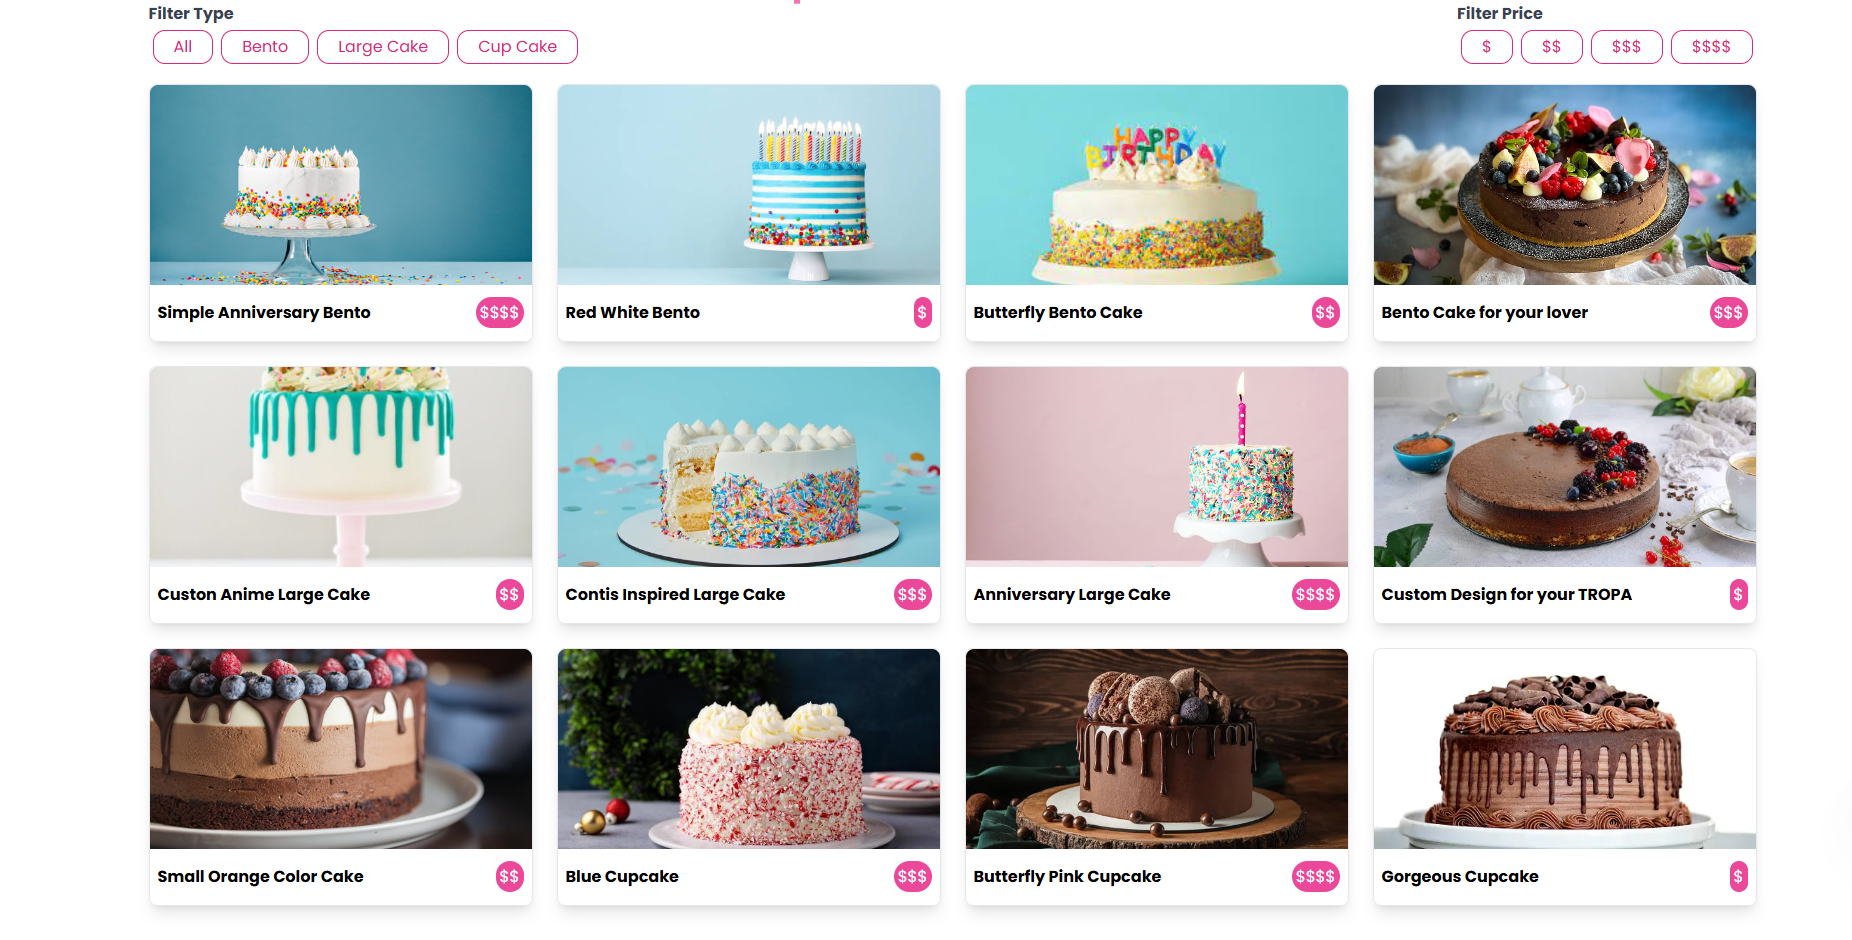 Filter Type
Filter Price
All
Bento
Large Cake
Cup Cake
$
$$
$$$
$$$$
HAPPY
BIRTHDAY
Simple Anniversary Bento
$$$$
Red White Bento
$
Butterfly Bento Cake
$$
Bento Cake for your lover
$$$
Custon Anime Large Cake
$$
Contis Inspired Large Cake
$$$
Anniversary Large Cake
$$$$
Custom Design for your TROPA
$
Small Orange Color Cake
$$
Blue Cupcake
$$$
Butterfly Pink Cupcake
$$$$
Gorgeous Cupcake
$